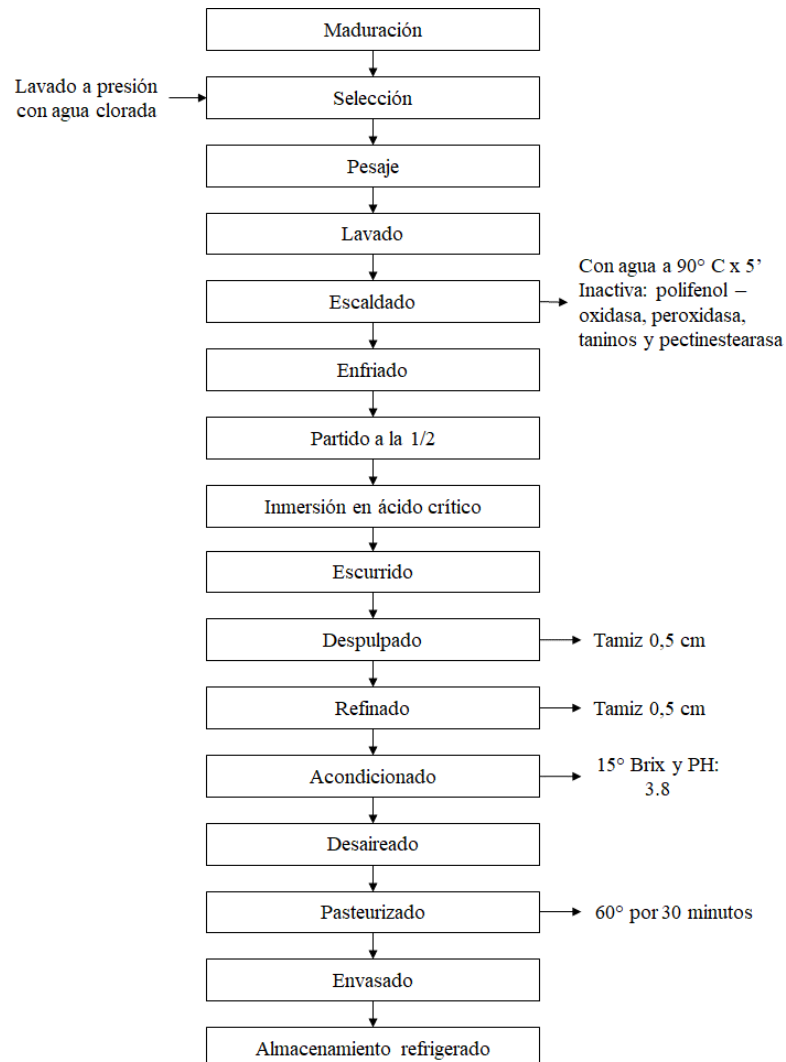 Maduración
Lavado a presión
con agua clorada
Selección
Pesaje
Lavado
Escaldado
Con agua a 90° C x 5’
Inactiva: polifenol –
oxidasa, peroxidasa,
taninos y pectinestearasa
Enfriado
Partido a la 1/2
Inmersión en ácido crítico
Escurrido
Despulpado
Tamiz 0,5 cm
Refinado
Tamiz 0,5 cm
Acondicionado
15° Brix y PH:
3.8
Desaireado
Pasteurizado
60° por 30 minutos
Envasado
Almacenamiento refrigerado